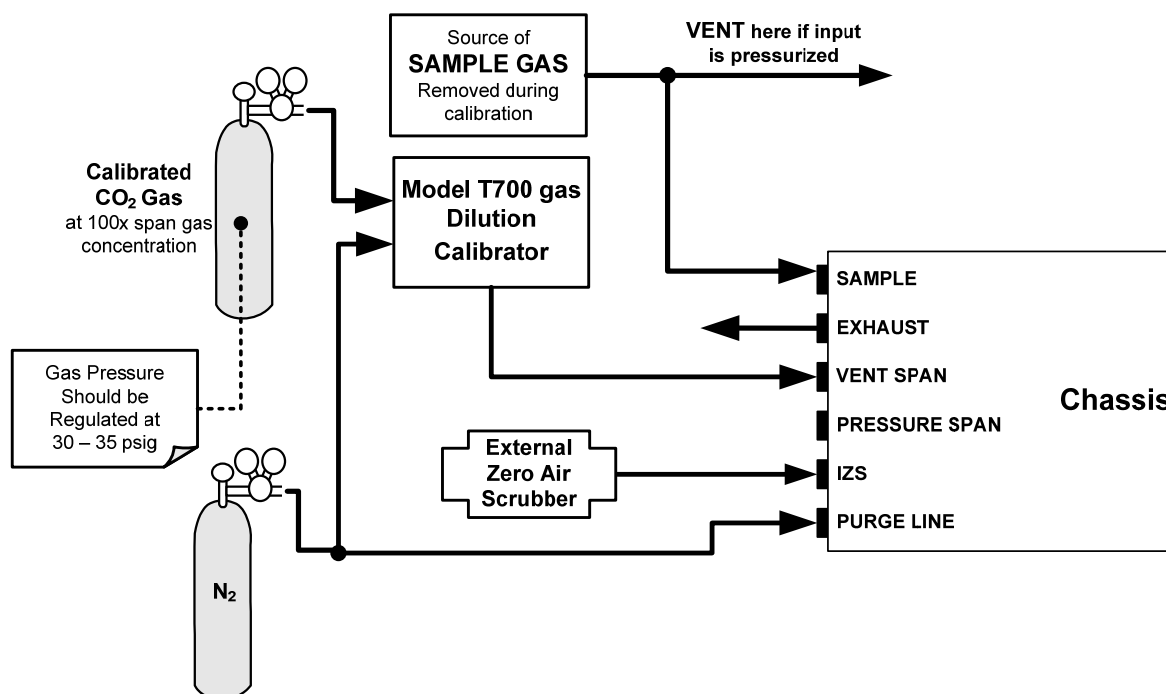 Source of
SAMPLE GAS
Removed during
calibration
VENT here if input
is pressurized
Calibrated
CO₂ Gas
at 100x span gas
concentration
Model T700 gas
Dilution
Calibrator
Gas Pressure
Should be
Regulated at
30 – 35 psig
External
Zero Air
Scrubber
N₂
SAMPLE
EXHAUST
VENT SPAN
PRESSURE SPAN
IZS
PURGE LINE
Chassis